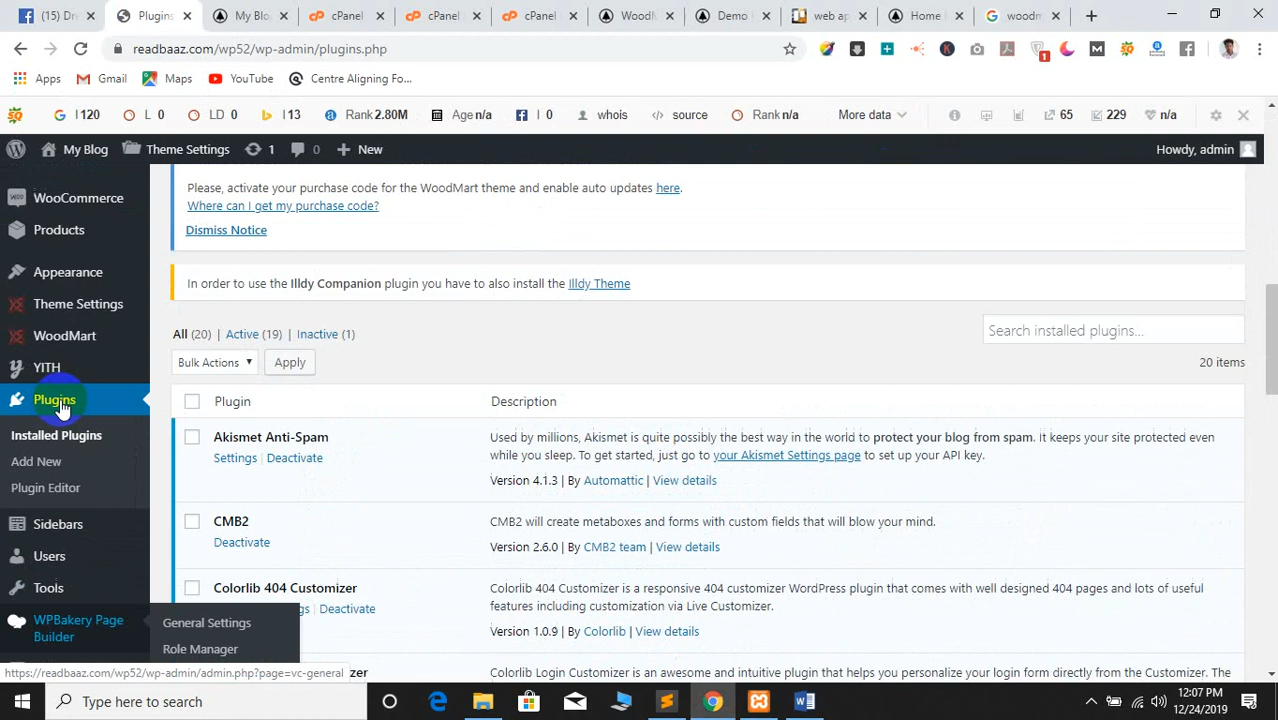 (15) Dre
Plugins
My Blo
cPanel
cPanel
cPanel
WoodM
Demo
web ap
Home
woodm
readbaaz.com/wp52/wp-admin/plugins.php
1
Apps
Gmail
Maps
YouTube
Centre Aligning Fo...
I 120
L 0
LD 0
I 13
Rank 2.80M
Age n/a
I 0
whois
source
Rank n/a
More data
65
229
n/a
My Blog
Theme Settings
1
0
New
Howdy, admin
WooCommerce
Products
Appearance
Theme Settings
WoodMart
YITH
Plugins
Installed Plugins
Add New
Plugin Editor
Sidebars
Users
Tools
WPBakery Page
Builder
General Settings
Role Manager
Please, activate your purchase code for the WoodMart theme and enable auto updates here.
Where can I get my purchase code?
Dismiss Notice
In order to use the Illdy Companion plugin you have to also install the Illdy Theme
All (20) | Active (19) | Inactive (1)
Search installed plugins...
Bulk Actions
Apply
20 items
Plugin
Description
Akismet Anti-Spam
Settings | Deactivate
Used by millions, Akismet is quite possibly the best way in the world to protect your blog from spam. It keeps your site protected even
while you sleep. To get started, just go to your Akismet Settings page to set up your API key.
Version 4.1.3 | By Automattic | View details
CMB2
Deactivate
CMB2 will create metaboxes and forms with custom fields that will blow your mind.
Version 2.6.0 | By CMB2 team | View details
Colorlib 404 Customizer
gs | Deactivate
Colorlib 404 Customizer is a responsive 404 customizer WordPress plugin that comes with well designed 404 pages and lots of useful
features including customization via Live Customizer.
Version 1.0.9 | By Colorlib | View details
Colorlib Login Customizer is an awesome and intuitive plugin that helps you personalize your login form directly from the Customizer. The
https://readbaaz.com/wp52/wp-admin/admin.php?page=vc-general
Type here to search
12:07 PM
12/24/2019